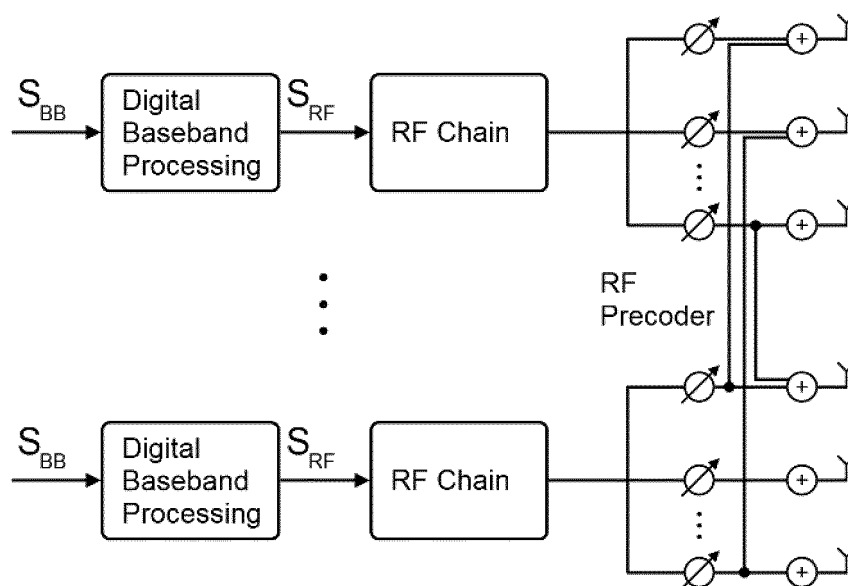 S_BB
Digital
Baseband
Processing
S_RF
RF Chain
+
+
+
RF
Precoder
+
S_BB
Digital
Baseband
Processing
S_RF
RF Chain
+
+